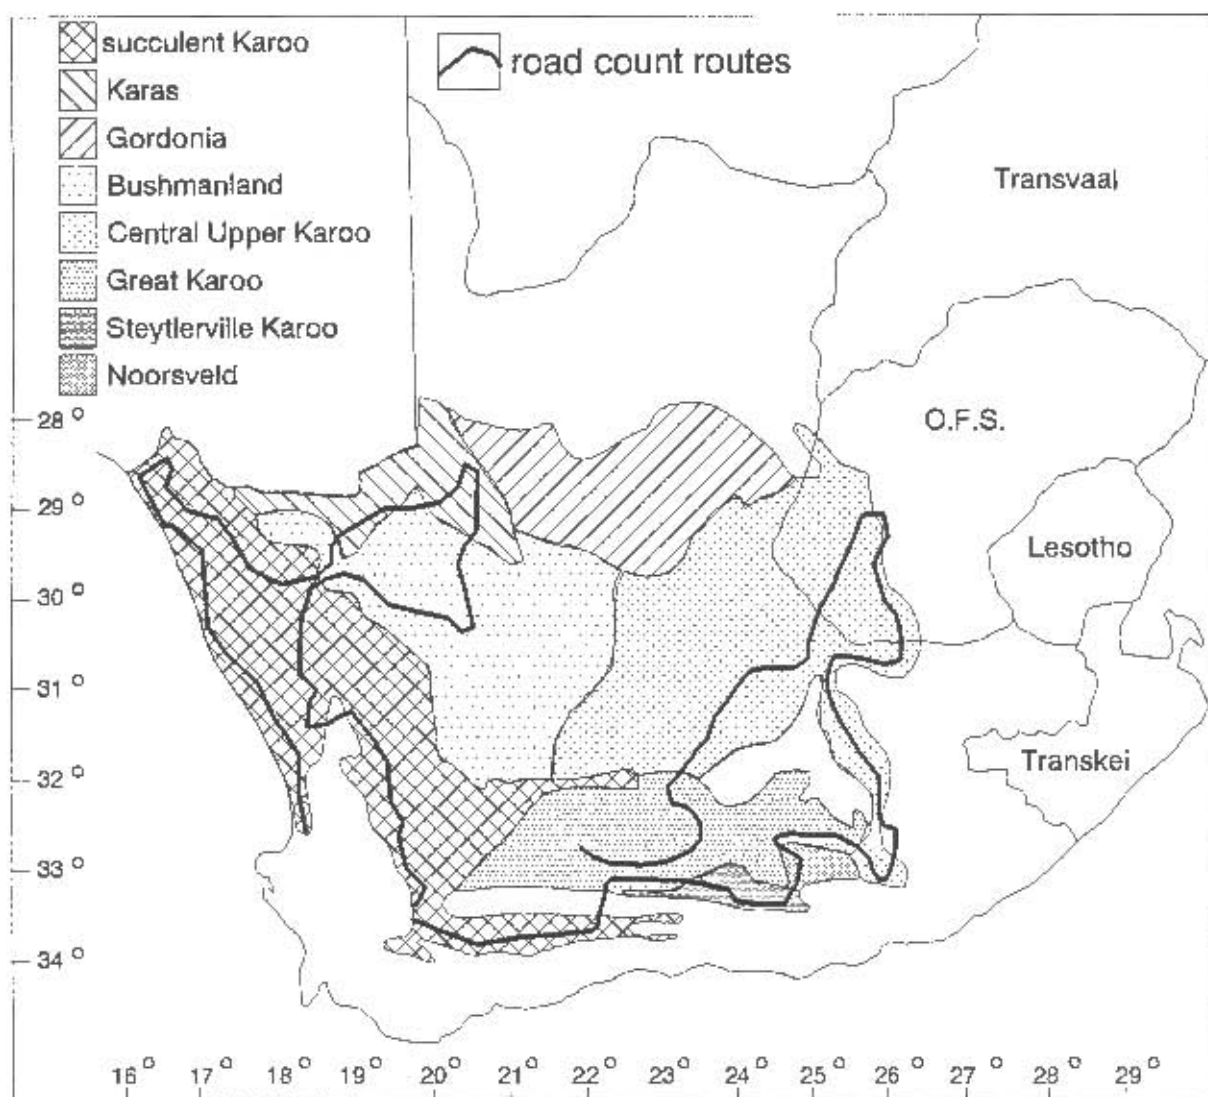 succulent Karoo
Karas
Gordonia
Bushmanland
Central Upper Karoo
Great Karoo
Steytlerville Karoo
Noorsveld
road count routes
Transvaal
O.F.S.
Lesotho
Transkei
28°
29°
30°
31°
32°
33°
34°
16° 17° 18° 19° 20° 21° 22° 23° 24° 25° 26° 27° 28° 29°